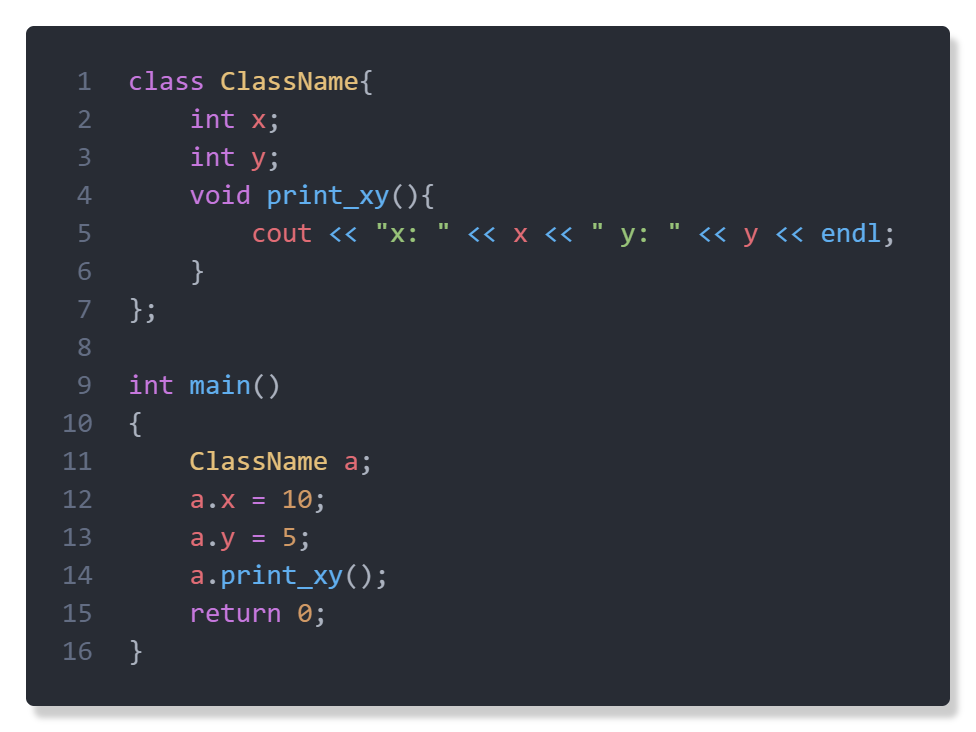 1 class ClassName{
2     int x;
3     int y;
4     void print_xy(){
5         cout << "x: " << x << " y: " << y << endl;
6     }
7 };
8
9 int main()
10 {
11     ClassName a;
12     a.x = 10;
13     a.y = 5;
14     a.print_xy();
15     return 0;
16 }